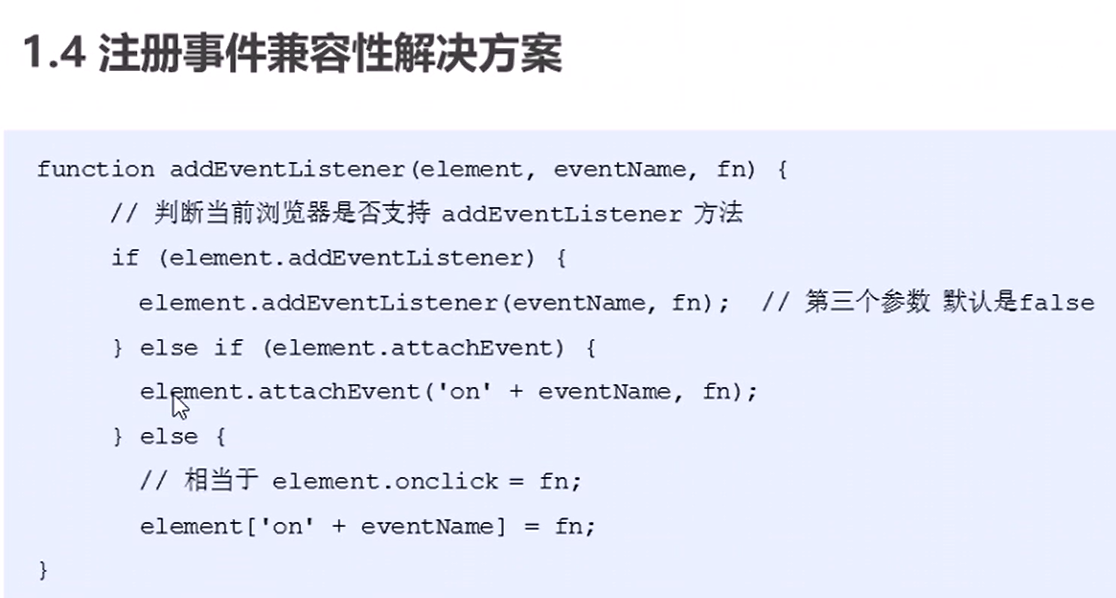 1.4 注册事件兼容性解决方案
function addEventListener(element, eventName, fn) {
// 判断当前浏览器是否支持 addEventListener 方法
if (element.addEventListener) {
element.addEventListener(eventName, fn); // 第三个参数 默认是false
} else if (element.attachEvent) {
element.attachEvent('on' + eventName, fn);
} else {
// 相当于 element.onclick = fn;
element['on' + eventName] = fn;
}